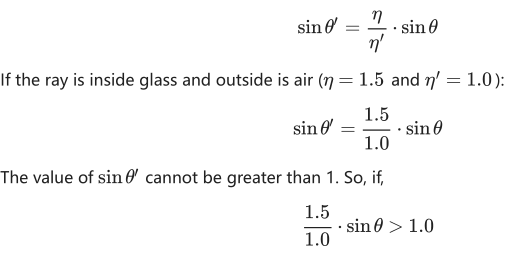 sin θ′ = η/η′ · sin θ
If the ray is inside glass and outside is air (η = 1.5 and η′ = 1.0):
sin θ′ = 1.5/1.0 · sin θ
The value of sin θ′ cannot be greater than 1. So, if,
1.5/1.0 · sin θ > 1.0